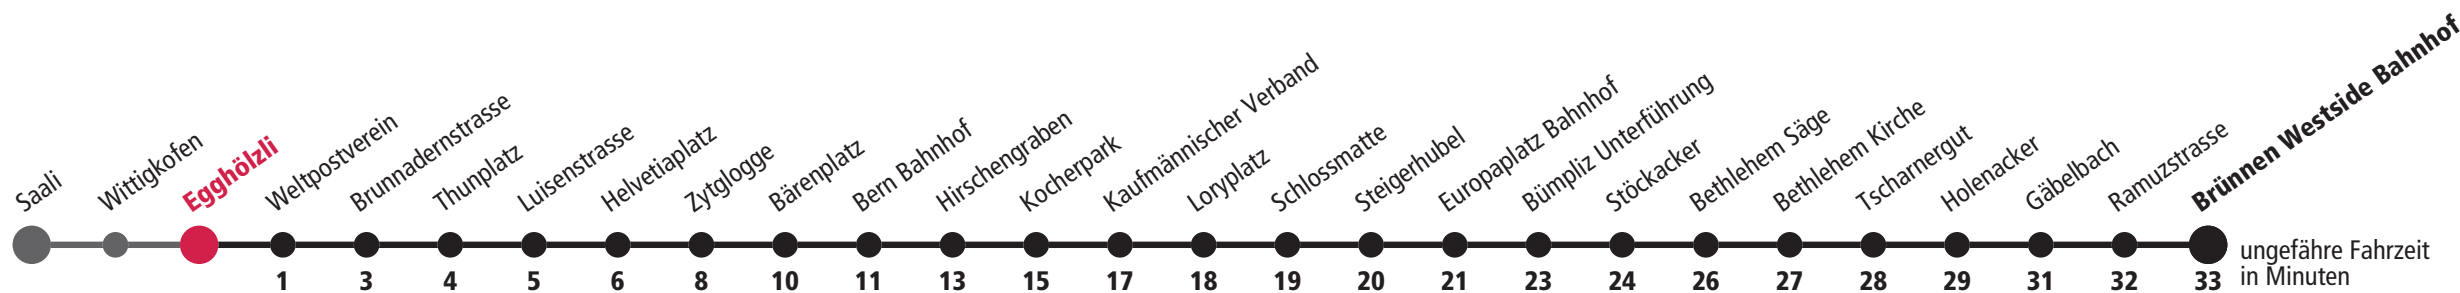 Saali
Wittigkofen
Egghölzli
Weltpostverein
Brunnadernstrasse
Thunplatz
Luisenstrasse
Helvetiaplatz
Zytglogge
Bärenplatz
Bern Bahnhof
Hirschengraben
Kocherpark
Kaufmännischer Verband
Loryplatz
Schlossmatte
Steigerhubel
Europaplatz Bahnhof
Bümpliz Unterführung
Stöckacker
Bethlehem Säge
Bethlehem Kirche
Tscharnergut
Holenacker
Gäbelbach
Ramuzstrasse
Brünnen Westside Bahnhof
1 3 4 5 6 8 10 11 13 15 17 18 19 20 21 23 24 26 27 28 29 31 32 33
ungefähre Fahrzeit
in Minuten